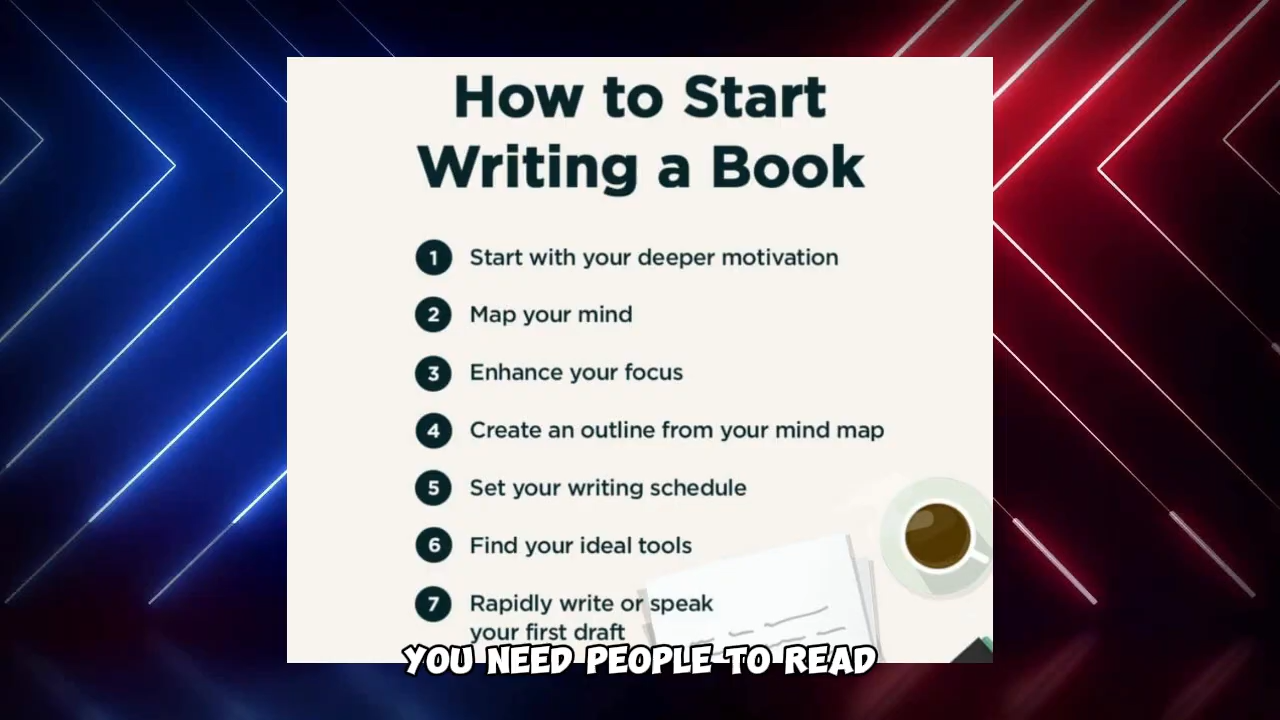 How to Start
Writing a Book
1 Start with your deeper motivation
2 Map your mind
3 Enhance your focus
4 Create an outline from your mind map
5 Set your writing schedule
6 Find your ideal tools
7 Rapidly write or speak
your first draft
YOU NEED PEOPLE TO READ